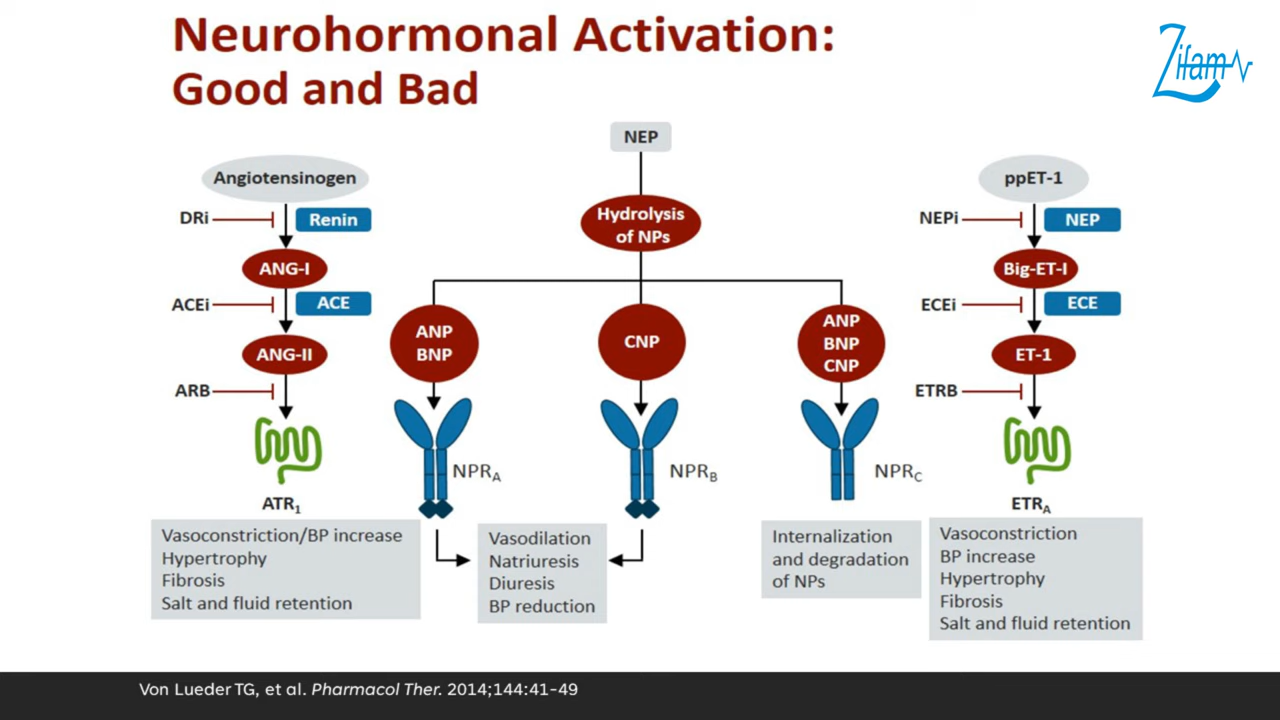 Neurohormonal Activation:
Good and Bad
Zifam
NEP
Angiotensinogen
DRi
Renin
ANG-I
ACEi
ACE
ANG-II
ARB
ATR1
Vasoconstriction/BP increase
Hypertrophy
Fibrosis
Salt and fluid retention
Hydrolysis
of NPs
ANP
BNP
NPRA
CNP
NPRB
Vasodilation
Natriuresis
Diuresis
BP reduction
ANP
BNP
CNP
NPRC
Internalization
and degradation
of NPs
ppET-1
NEPi
NEP
Big-ET-I
ECEi
ECE
ET-1
ETRB
ETRA
Vasoconstriction
BP increase
Hypertrophy
Fibrosis
Salt and fluid retention
Von Lueder TG, et al. Pharmacol Ther. 2014;144:41-49